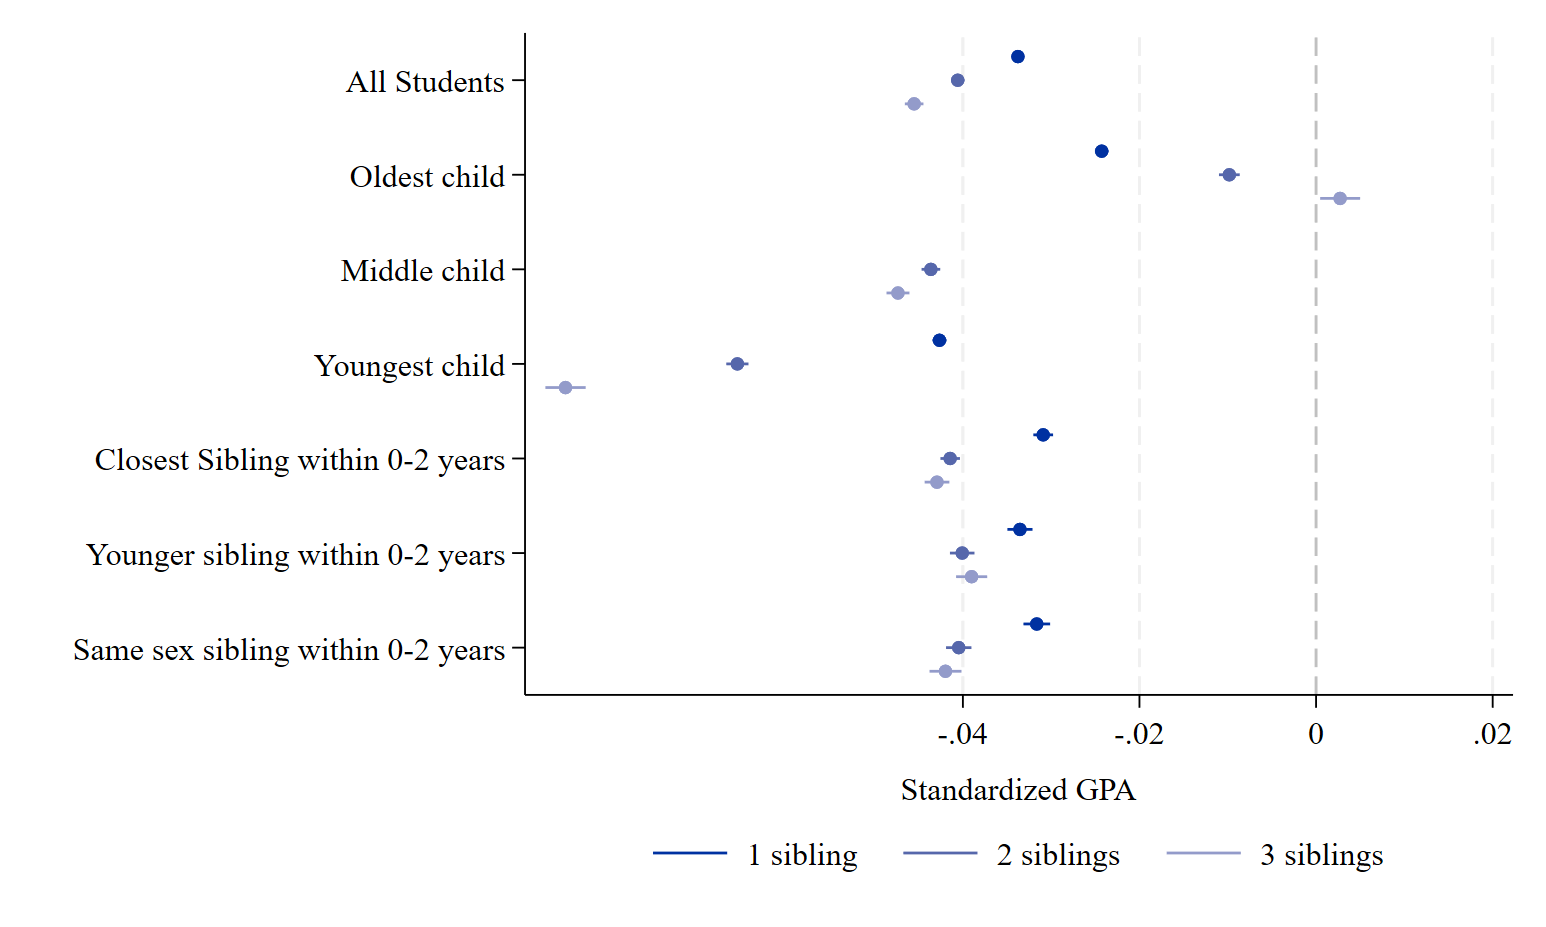 All Students
Oldest child
Middle child
Youngest child
Closest Sibling within 0-2 years
Younger sibling within 0-2 years
Same sex sibling within 0-2 years
-.04 -.02 0 .02
Standardized GPA
1 sibling 2 siblings 3 siblings